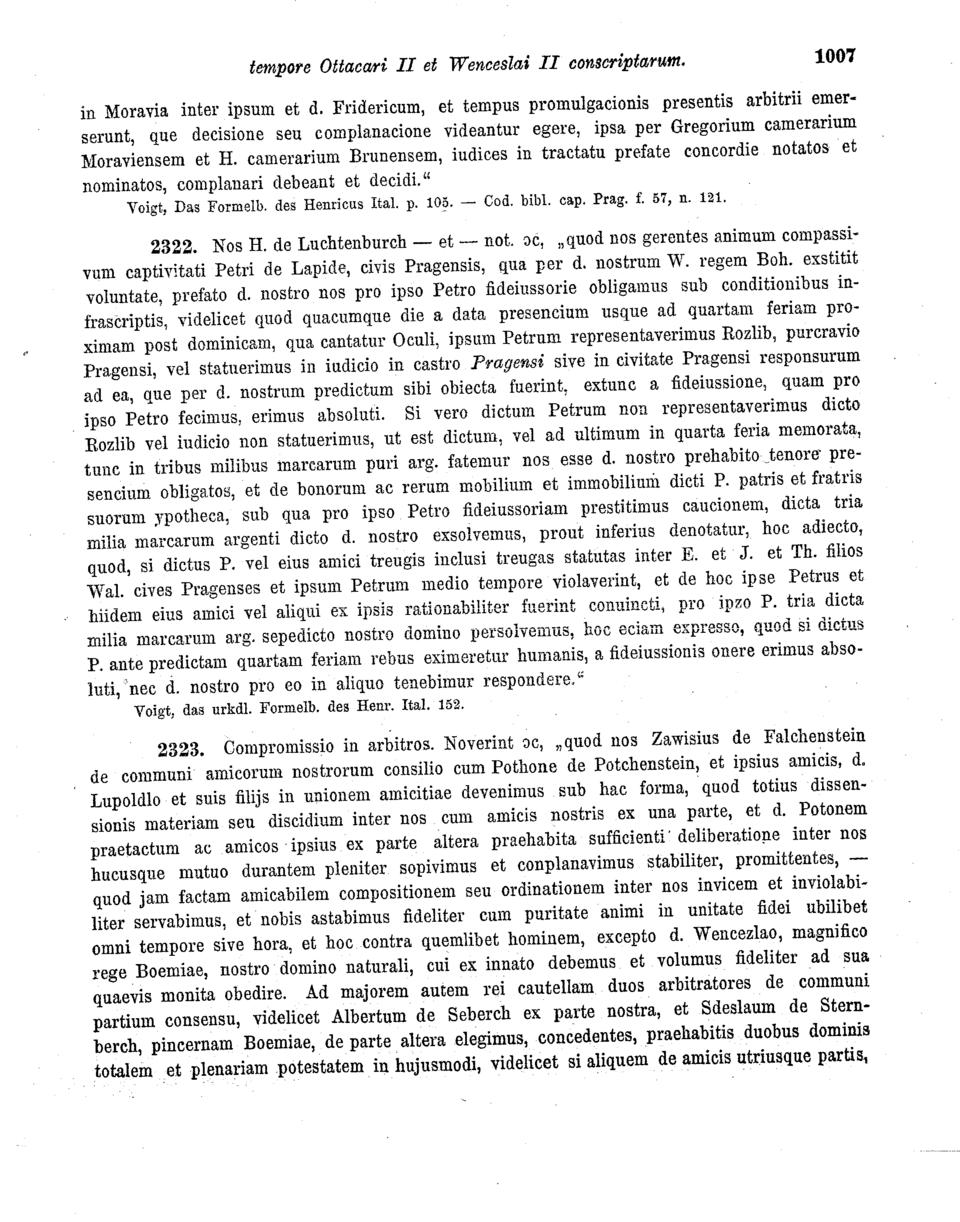 tempore Ottacari II et Wenceslai II conscriptarum. 1007
in Moravia inter ipsum et d. Fridericum, et tempus promulgacionis presentis arbitrii emer-
serunt, que decisione seu complanacione videantur egere, ipsa per Gregorium camerarium
Moraviensem et H. camerarium Brunensem, iudices in tractatu prefate concordie notatos et
nominatos, complanari debeant et decidi.“
Voigt, Das Formelb. des Henricus Ital. p. 105. — Cod. bibl. cap. Prag. f. 57, n. 121.
2322. Nos H. de Luchtenburch — et — not. ɔc, „quod nos gerentes animum compassi-
vum captivitati Petri de Lapide, civis Pragensis, qua per d. nostrum W. regem Boh. exstitit
voluntate, prefato d. nostro nos pro ipso Petro fideiussorie obligamus sub conditionibus in-
frascriptis, videlicet quod quacumque die a data presencium usque ad quartam feriam pro-
ximam post dominicam, qua cantatur Oculi, ipsum Petrum representaverimus Rozlib, purcravio
Pragensi, vel statuerimus in iudicio in castro Pragensi sive in civitate Pragensi responsurum
ad ea, que per d. nostrum predictum sibi obiecta fuerint, extunc a fideiussione, quam pro
ipso Petro fecimus, erimus absoluti. Si vero dictum Petrum non representaverimus dicto
Rozlib vel iudicio non statuerimus, ut est dictum, vel ad ultimum in quarta feria memorata,
tunc in tribus milibus marcarum puri arg. fatemur nos esse d. nostro prehabito tenore pre-
sencium obligatos, et de bonorum ac rerum mobilium et immobilium dicti P. patris et fratris
suorum ypotheca, sub qua pro ipso Petro fideiussoriam prestitimus caucionem, dicta tria
milia marcarum argenti dicto d. nostro exsolvemus, prout inferius denotatur, hoc adiecto,
quod, si dictus P. vel eius amici treugis inclusi treugas statutas inter E. et J. et Th. filios
Wal. cives Pragenses et ipsum Petrum medio tempore violaverint, et de hoc ipse Petrus et
hiidem eius amici vel aliqui ex ipsis rationabiliter fuerint conuincti, pro ipzo P. tria dicta
milia marcarum arg. sepedicto nostro domino persolvemus, hoc eciam expresso, quod si dictus
P. ante predictam quartam feriam rebus eximeretur humanis, a fideiussionis onere erimus abso-
luti, nec d. nostro pro eo in aliquo tenebimur respondere.“
Voigt, das urkdl. Formelb. des Henr. Ital. 152.
2323. Compromissio in arbitros. Noverint ɔc, „quod nos Zawisius de Falchenstein
de communi amicorum nostrorum consilio cum Pothone de Potchenstein, et ipsius amicis, d.
Lupoldlo et suis filijs in unionem amicitiae devenimus sub hac forma, quod totius dissen-
sionis materiam seu discidium inter nos cum amicis nostris ex una parte, et d. Potonem
praetactum ac amicos ipsius ex parte altera praehabita sufficienti deliberatione inter nos
hucusque mutuo durantem pleniter sopivimus et conplanavimus stabiliter, promittentes, —
quod jam factam amicabilem compositionem seu ordinationem inter nos invicem et inviolabi-
liter servabimus, et nobis astabimus fideliter cum puritate animi in unitate fidei ubilibet
omni tempore sive hora, et hoc contra quemlibet hominem, excepto d. Wencezlao, magnifico
rege Boemiae, nostro domino naturali, cui ex innato debemus et volumus fideliter ad sua
quaevis monita obedire. Ad majorem autem rei cautellam duos arbitratores de communi
partium consensu, videlicet Albertum de Seberch ex parte nostra, et Sdeslaum de Stern-
berch, pincernam Boemiae, de parte altera elegimus, concedentes, praehabitis duobus dominis
totalem et plenariam potestatem in hujusmodi, videlicet si aliquem de amicis utriusque partis,